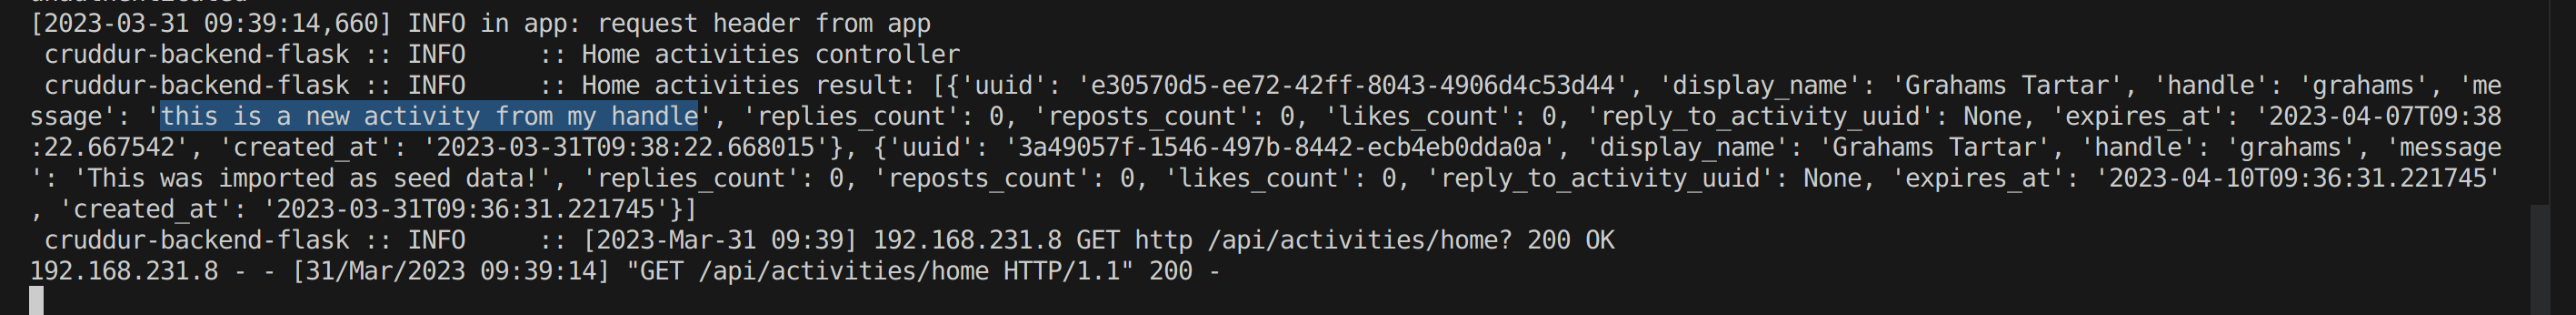 unauthenticated
[2023-03-31 09:39:14,660] INFO in app: request header from app
 cruddur-backend-flask :: INFO     :: Home activities controller
 cruddur-backend-flask :: INFO     :: Home activities result: [{'uuid': 'e30570d5-ee72-42ff-8043-4906d4c53d44', 'display_name': 'Grahams Tartar', 'handle': 'grahams', 'me
ssage': 'this is a new activity from my handle', 'replies_count': 0, 'reposts_count': 0, 'likes_count': 0, 'reply_to_activity_uuid': None, 'expires_at': '2023-04-07T09:38
:22.667542', 'created_at': '2023-03-31T09:38:22.668015'}, {'uuid': '3a49057f-1546-497b-8442-ecb4eb0dda0a', 'display_name': 'Grahams Tartar', 'handle': 'grahams', 'message
': 'This was imported as seed data!', 'replies_count': 0, 'reposts_count': 0, 'likes_count': 0, 'reply_to_activity_uuid': None, 'expires_at': '2023-04-10T09:36:31.221745'
, 'created_at': '2023-03-31T09:36:31.221745'}]
 cruddur-backend-flask :: INFO     :: [2023-Mar-31 09:39] 192.168.231.8 GET http /api/activities/home? 200 OK
192.168.231.8 - - [31/Mar/2023 09:39:14] "GET /api/activities/home HTTP/1.1" 200 -